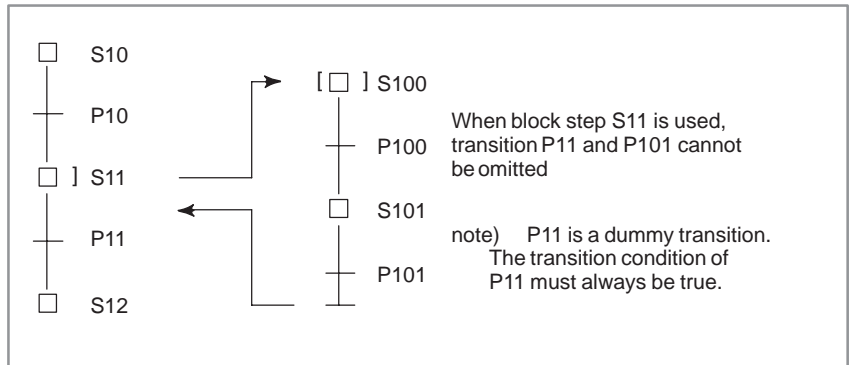 S10
P10
] S11
P11
S12
[ ] S100
P100
S101
P101
When block step S11 is used,
transition P11 and P101 cannot
be omitted
note) P11 is a dummy transition.
The transition condition of
P11 must always be true.